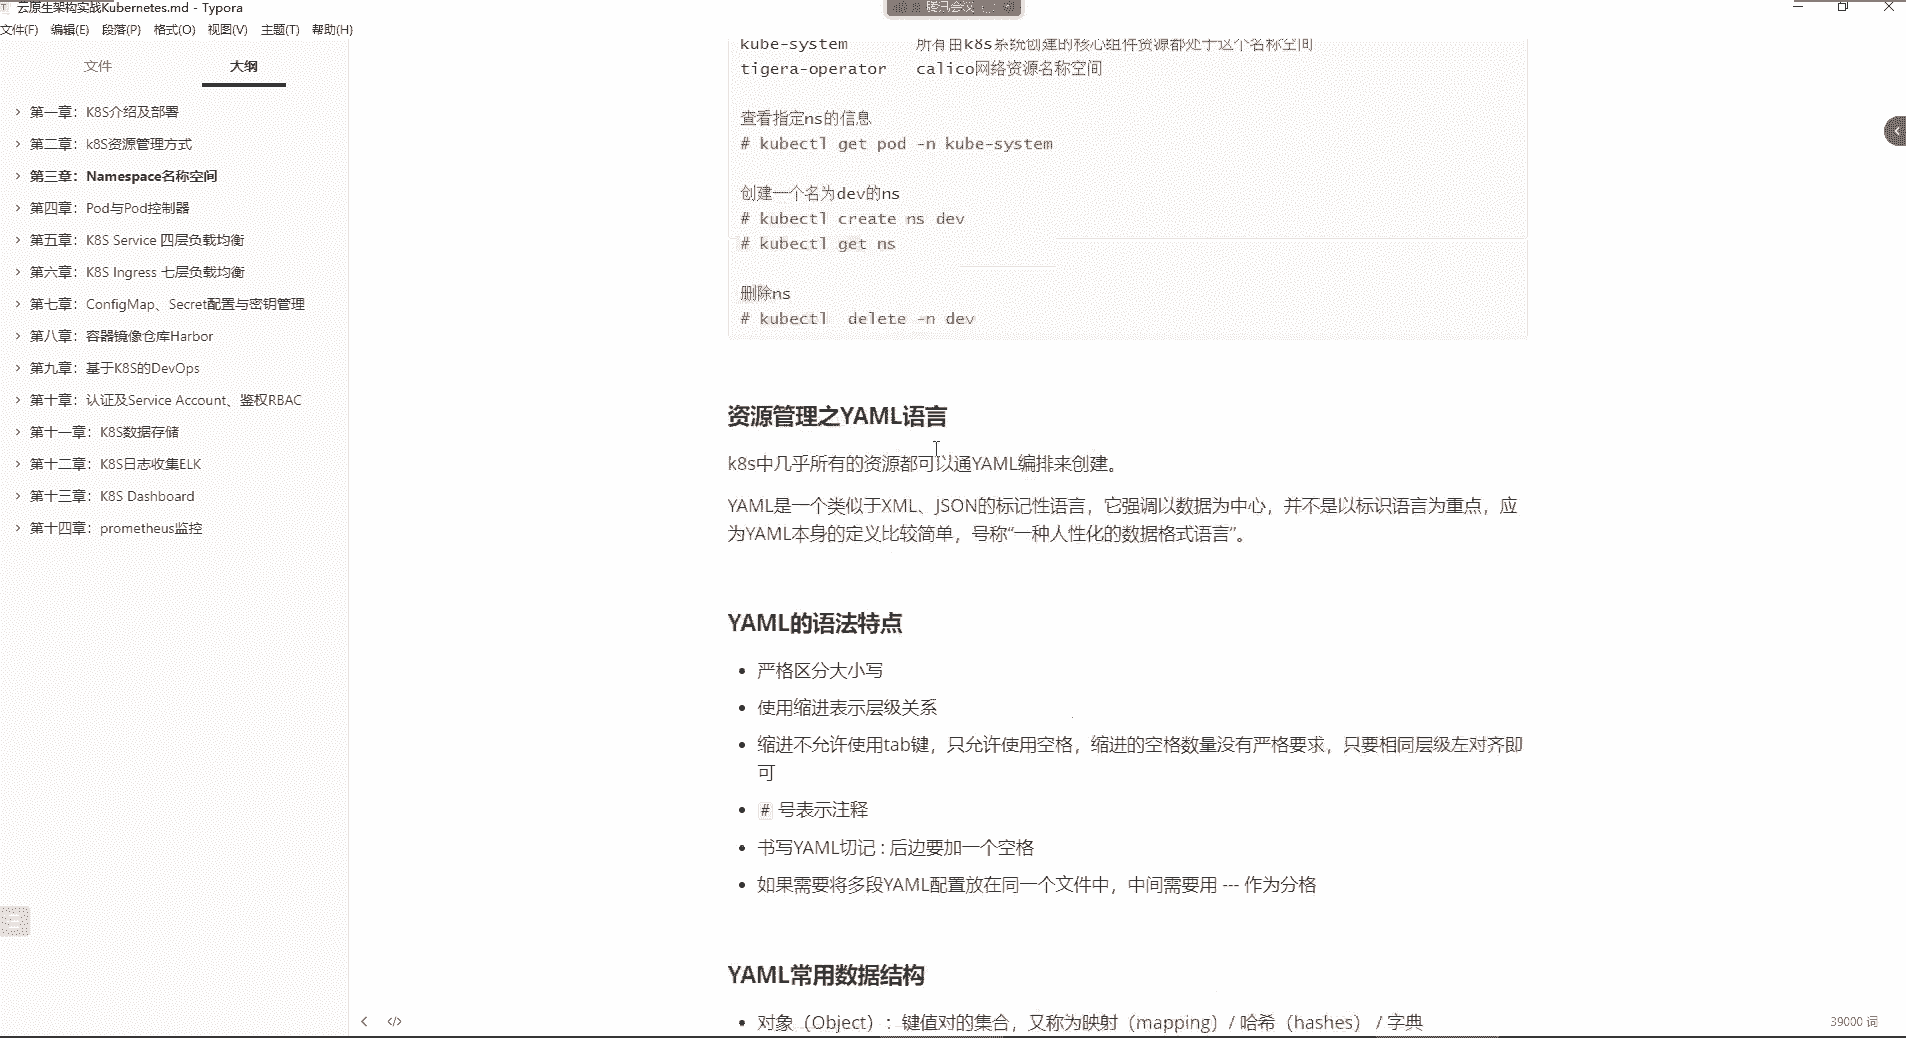 云原生架构实战Kubernetes.md - Typora
腾讯会议
文件(F) 编辑(E) 段落(P) 格式(O) 视图(V) 主题(T) 帮助(H)
文件 大纲
第一章：K8S介绍及部署
第二章：k8S资源管理方式
第三章：Namespace名称空间
第四章：Pod与Pod控制器
第五章：K8S Service 四层负载均衡
第六章：K8S Ingress 七层负载均衡
第七章：ConfigMap、Secret配置与密钥管理
第八章：容器镜像仓库Harbor
第九章：基于K8S的DevOps
第十章：认证及Service Account、鉴权RBAC
第十一章：K8S数据存储
第十二章：K8S日志收集ELK
第十三章：K8S Dashboard
第十四章：prometheus监控
kube-system 所有由k8s系统创建的核心组件资源都处于这个名称空间
tigera-operator calico网络资源名称空间
查看指定ns的信息
# kubectl get pod -n kube-system
创建一个名为dev的ns
# kubectl create ns dev
# kubectl get ns
删除ns
# kubectl  delete -n dev
资源管理之YAML语言
k8s中几乎所有的资源都可以通YAML编排来创建。
YAML是一个类似于XML、JSON的标记性语言，它强调以数据为中心，并不是以标识语言为重点，应
为YAML本身的定义比较简单，号称“一种人性化的数据格式语言”。
YAML的语法特点
• 严格区分大小写
• 使用缩进表示层级关系
• 缩进不允许使用tab键，只允许使用空格，缩进的空格数量没有严格要求，只要相同层级左对齐即
可
• # 号表示注释
• 书写YAML切记 : 后边要加一个空格
• 如果需要将多段YAML配置放在同一个文件中，中间需要用 --- 作为分格
YAML常用数据结构
• 对象（Object）：键值对的集合，又称为映射（mapping）/ 哈希（hashes） / 字典
39000 词